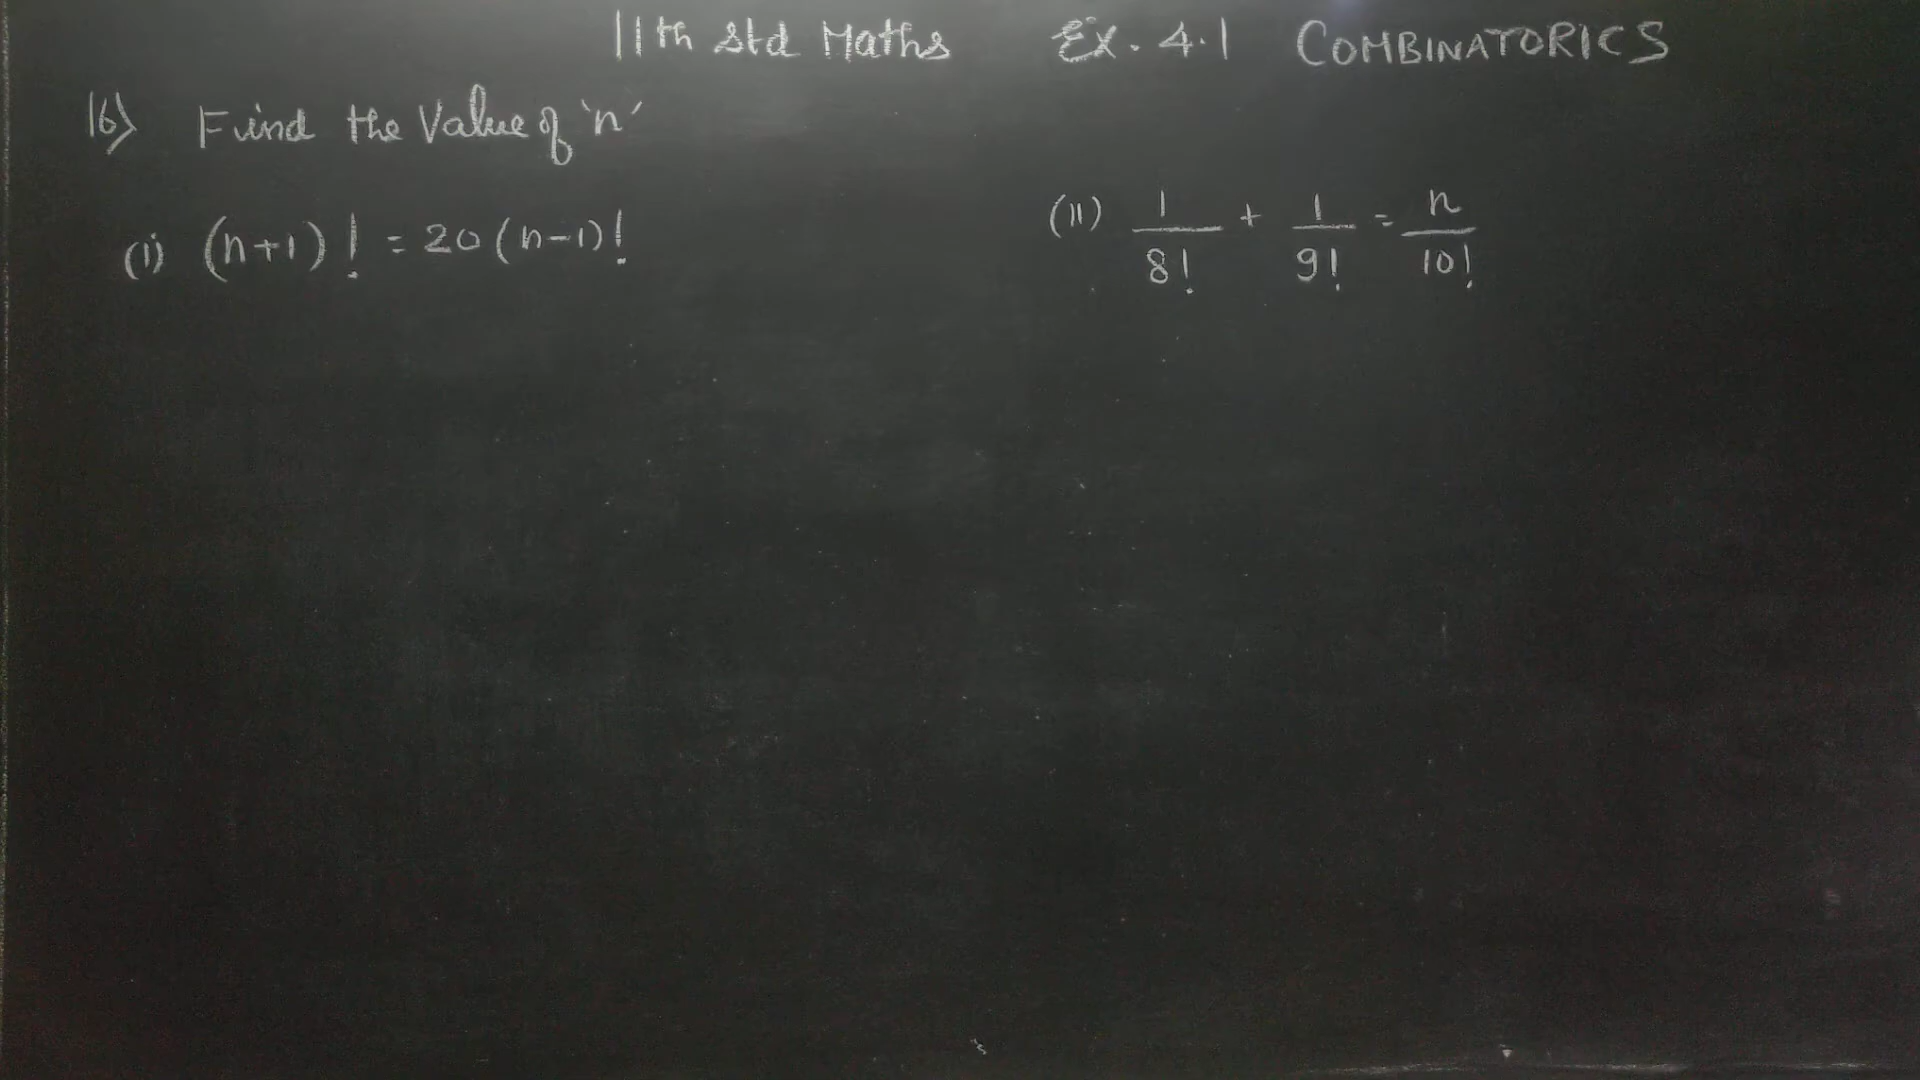 11th std Maths Ex. 4.1 COMBINATORICS
16) Find the Value of 'n'
(i) (n+1)! = 20(n-1)!
(ii) 1/8! + 1/9! = n/10!